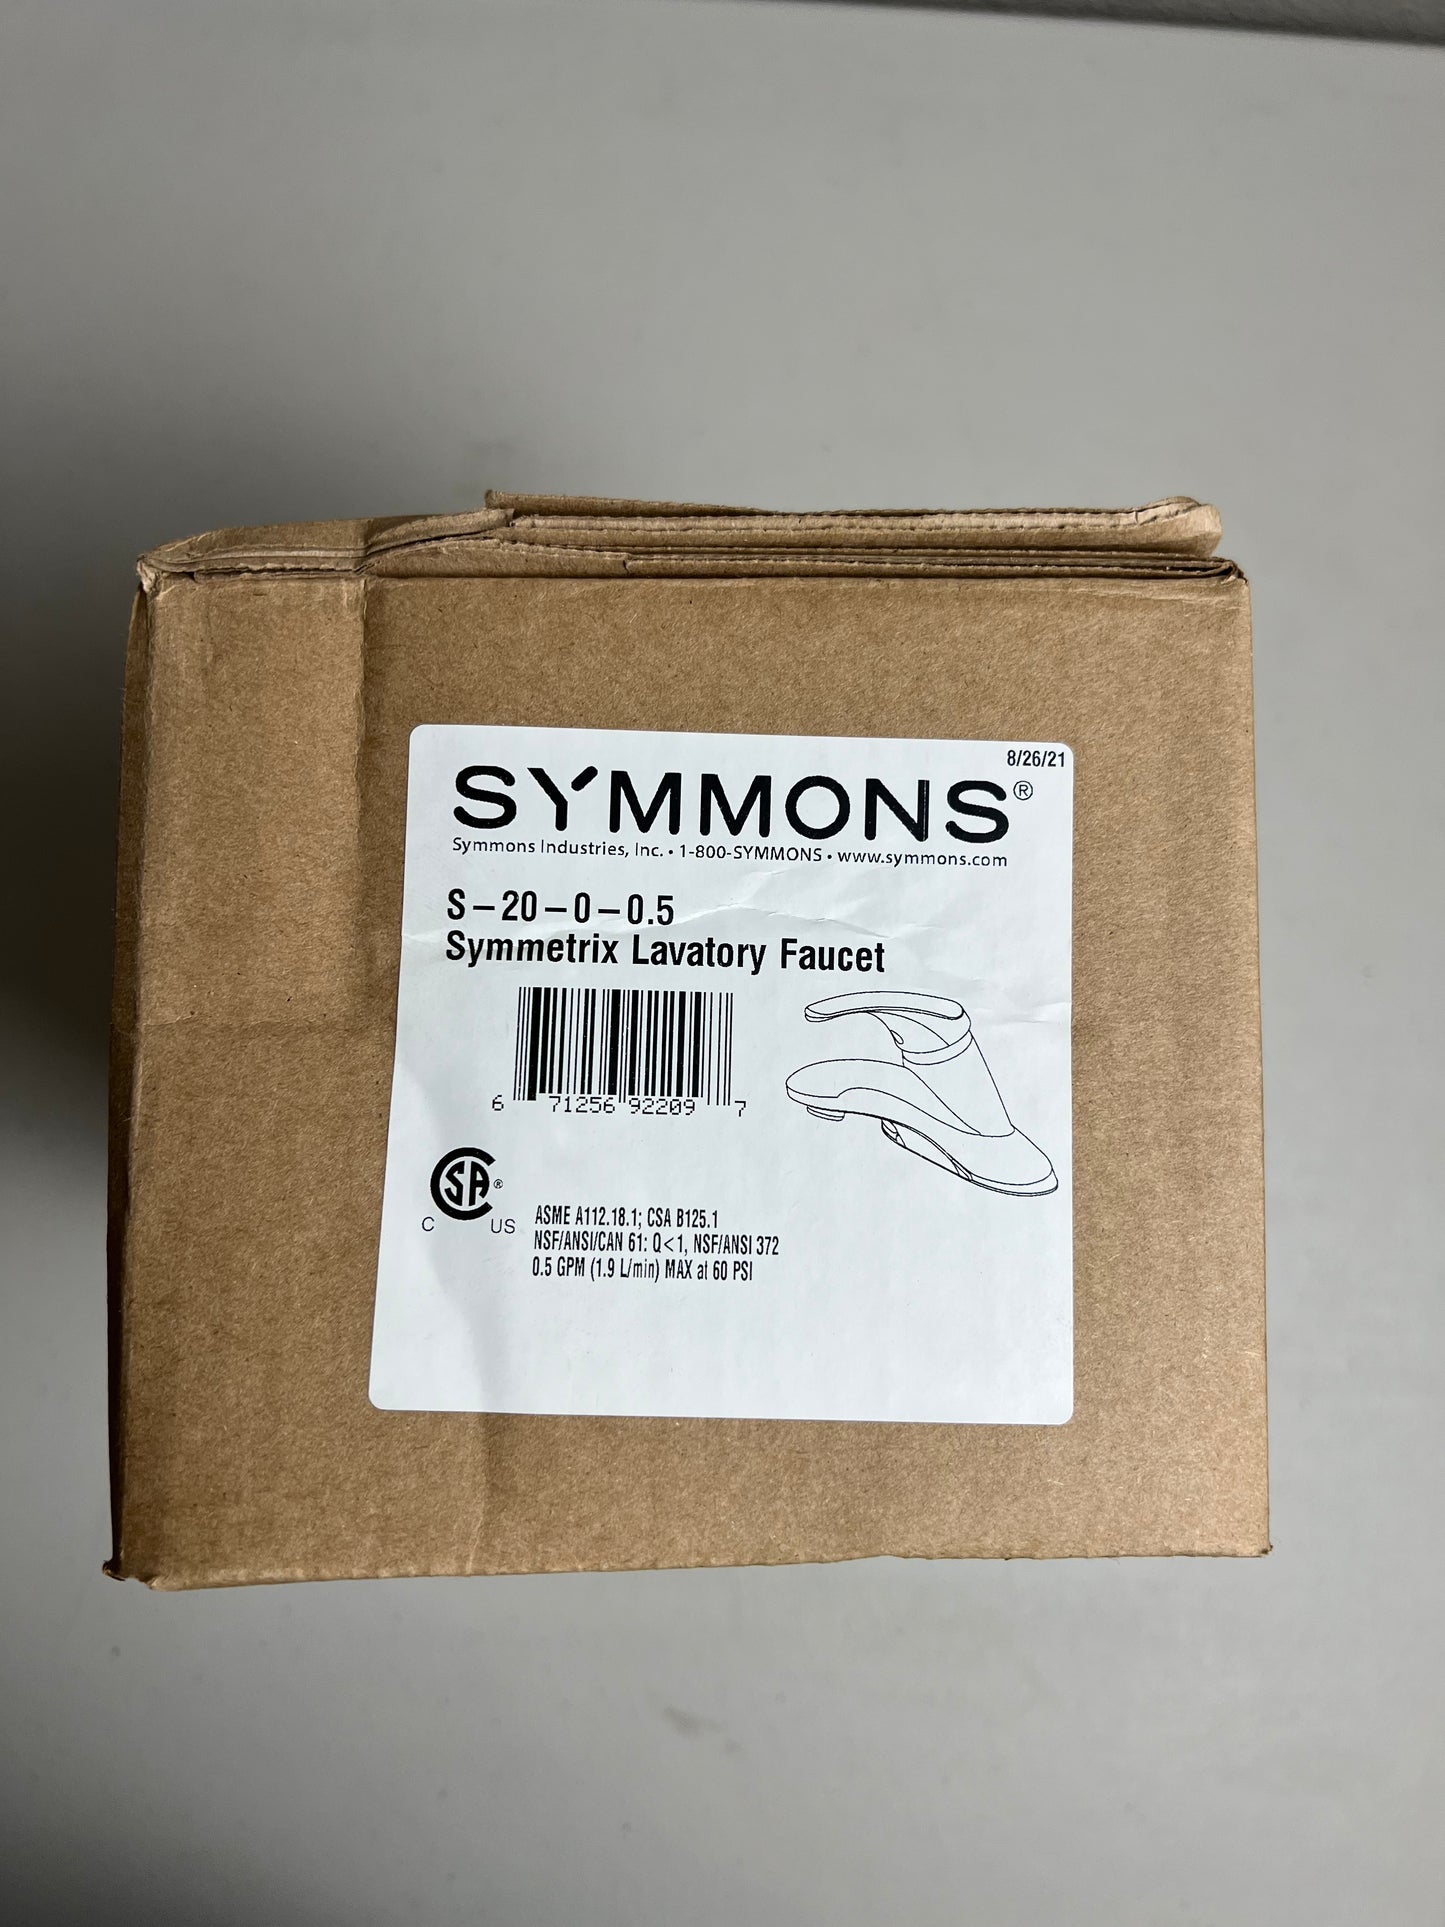 8/26/21
SYMMONS®
Symmons Industries, Inc. • 1-800-SYMMONS • www.symmons.com
S–20–0–0.5
Symmetrix Lavatory Faucet
6 71256 92209 7
CSA®
C US
ASME A112.18.1; CSA B125.1
NSF/ANSI/CAN 61: Q<1, NSF/ANSI 372
0.5 GPM (1.9 L/min) MAX at 60 PSI